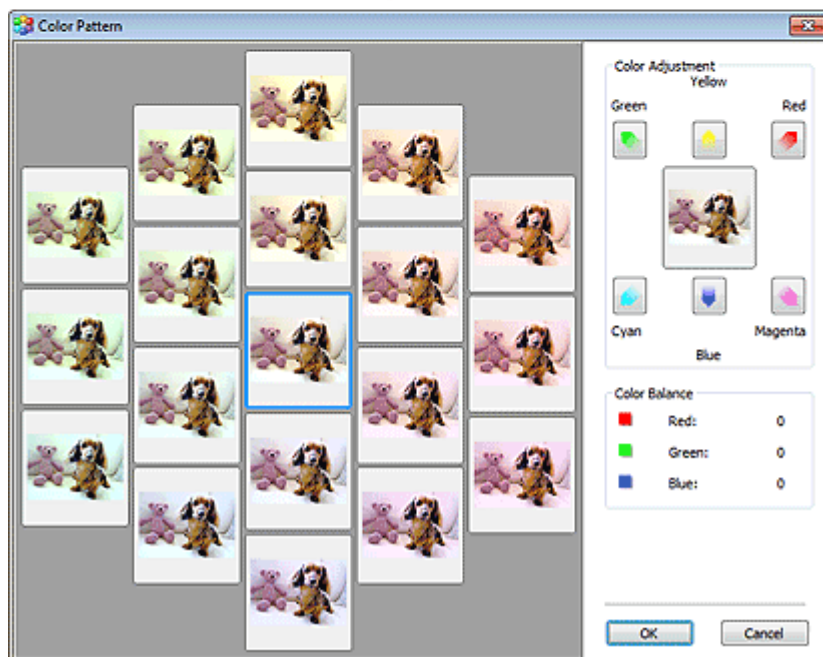 Color Pattern
Color Adjustment
Yellow
Green Red
Cyan Magenta
Blue
Color Balance
Red: 0
Green: 0
Blue: 0
OK Cancel